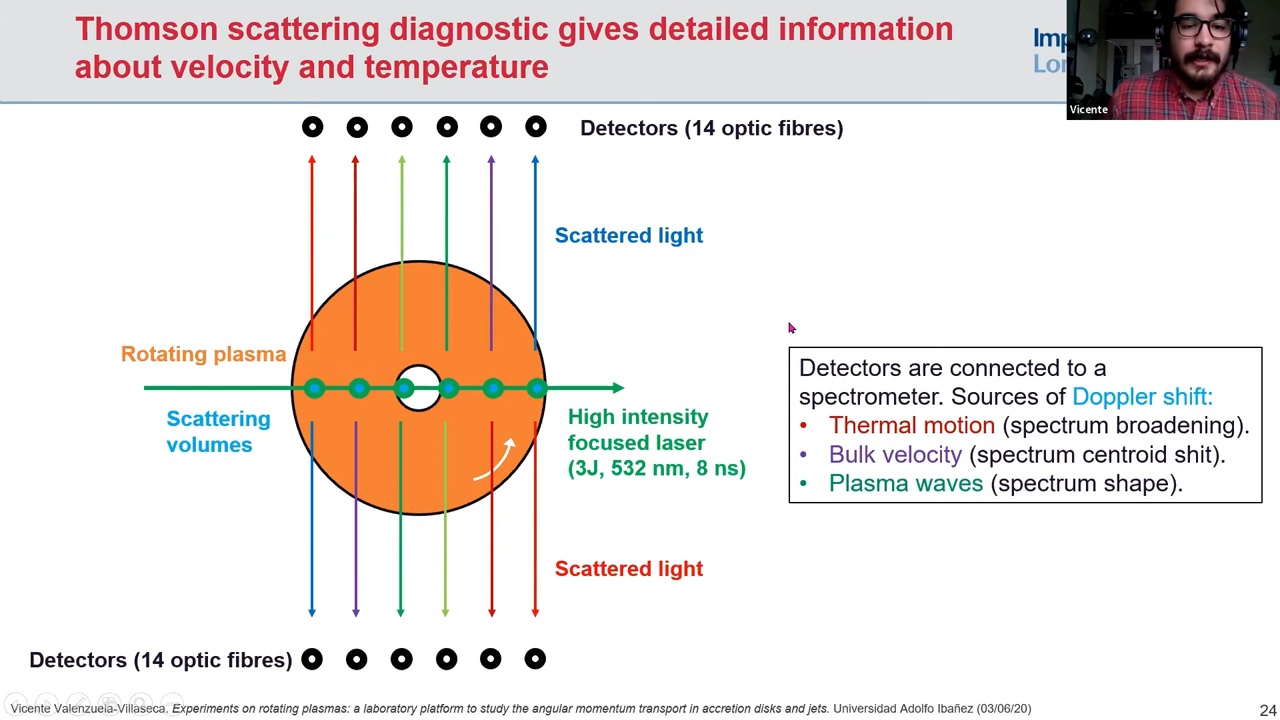 Thomson scattering diagnostic gives detailed information
about velocity and temperature
Vicente
Detectors (14 optic fibres)
Scattered light
Rotating plasma
Scattering
volumes
High intensity
focused laser
(3J, 532 nm, 8 ns)
Detectors are connected to a
spectrometer. Sources of Doppler shift:
• Thermal motion (spectrum broadening).
• Bulk velocity (spectrum centroid shit).
• Plasma waves (spectrum shape).
Scattered light
Detectors (14 optic fibres)
Vicente Valenzuela-Villaseca. Experiments on rotating plasmas: a laboratory platform to study the angular momentum transport in accretion disks and jets. Universidad Adolfo Ibañez (03/06/20)
24